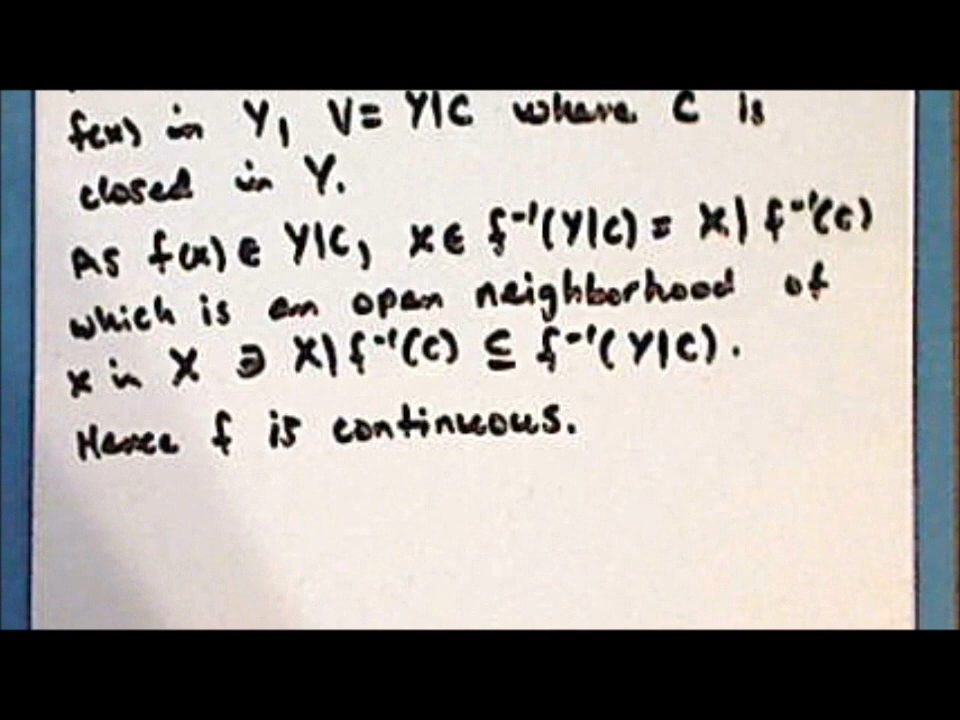 f(x) in Y, V = Y\C where C is
closed in Y.
As f(x) ∈ Y\C, x ∈ f⁻¹(Y\C) = X\f⁻¹(C)
which is an open neighborhood of
x in X ∋ X\f⁻¹(C) ⊆ f⁻¹(Y\C).
Hence f is continuous.